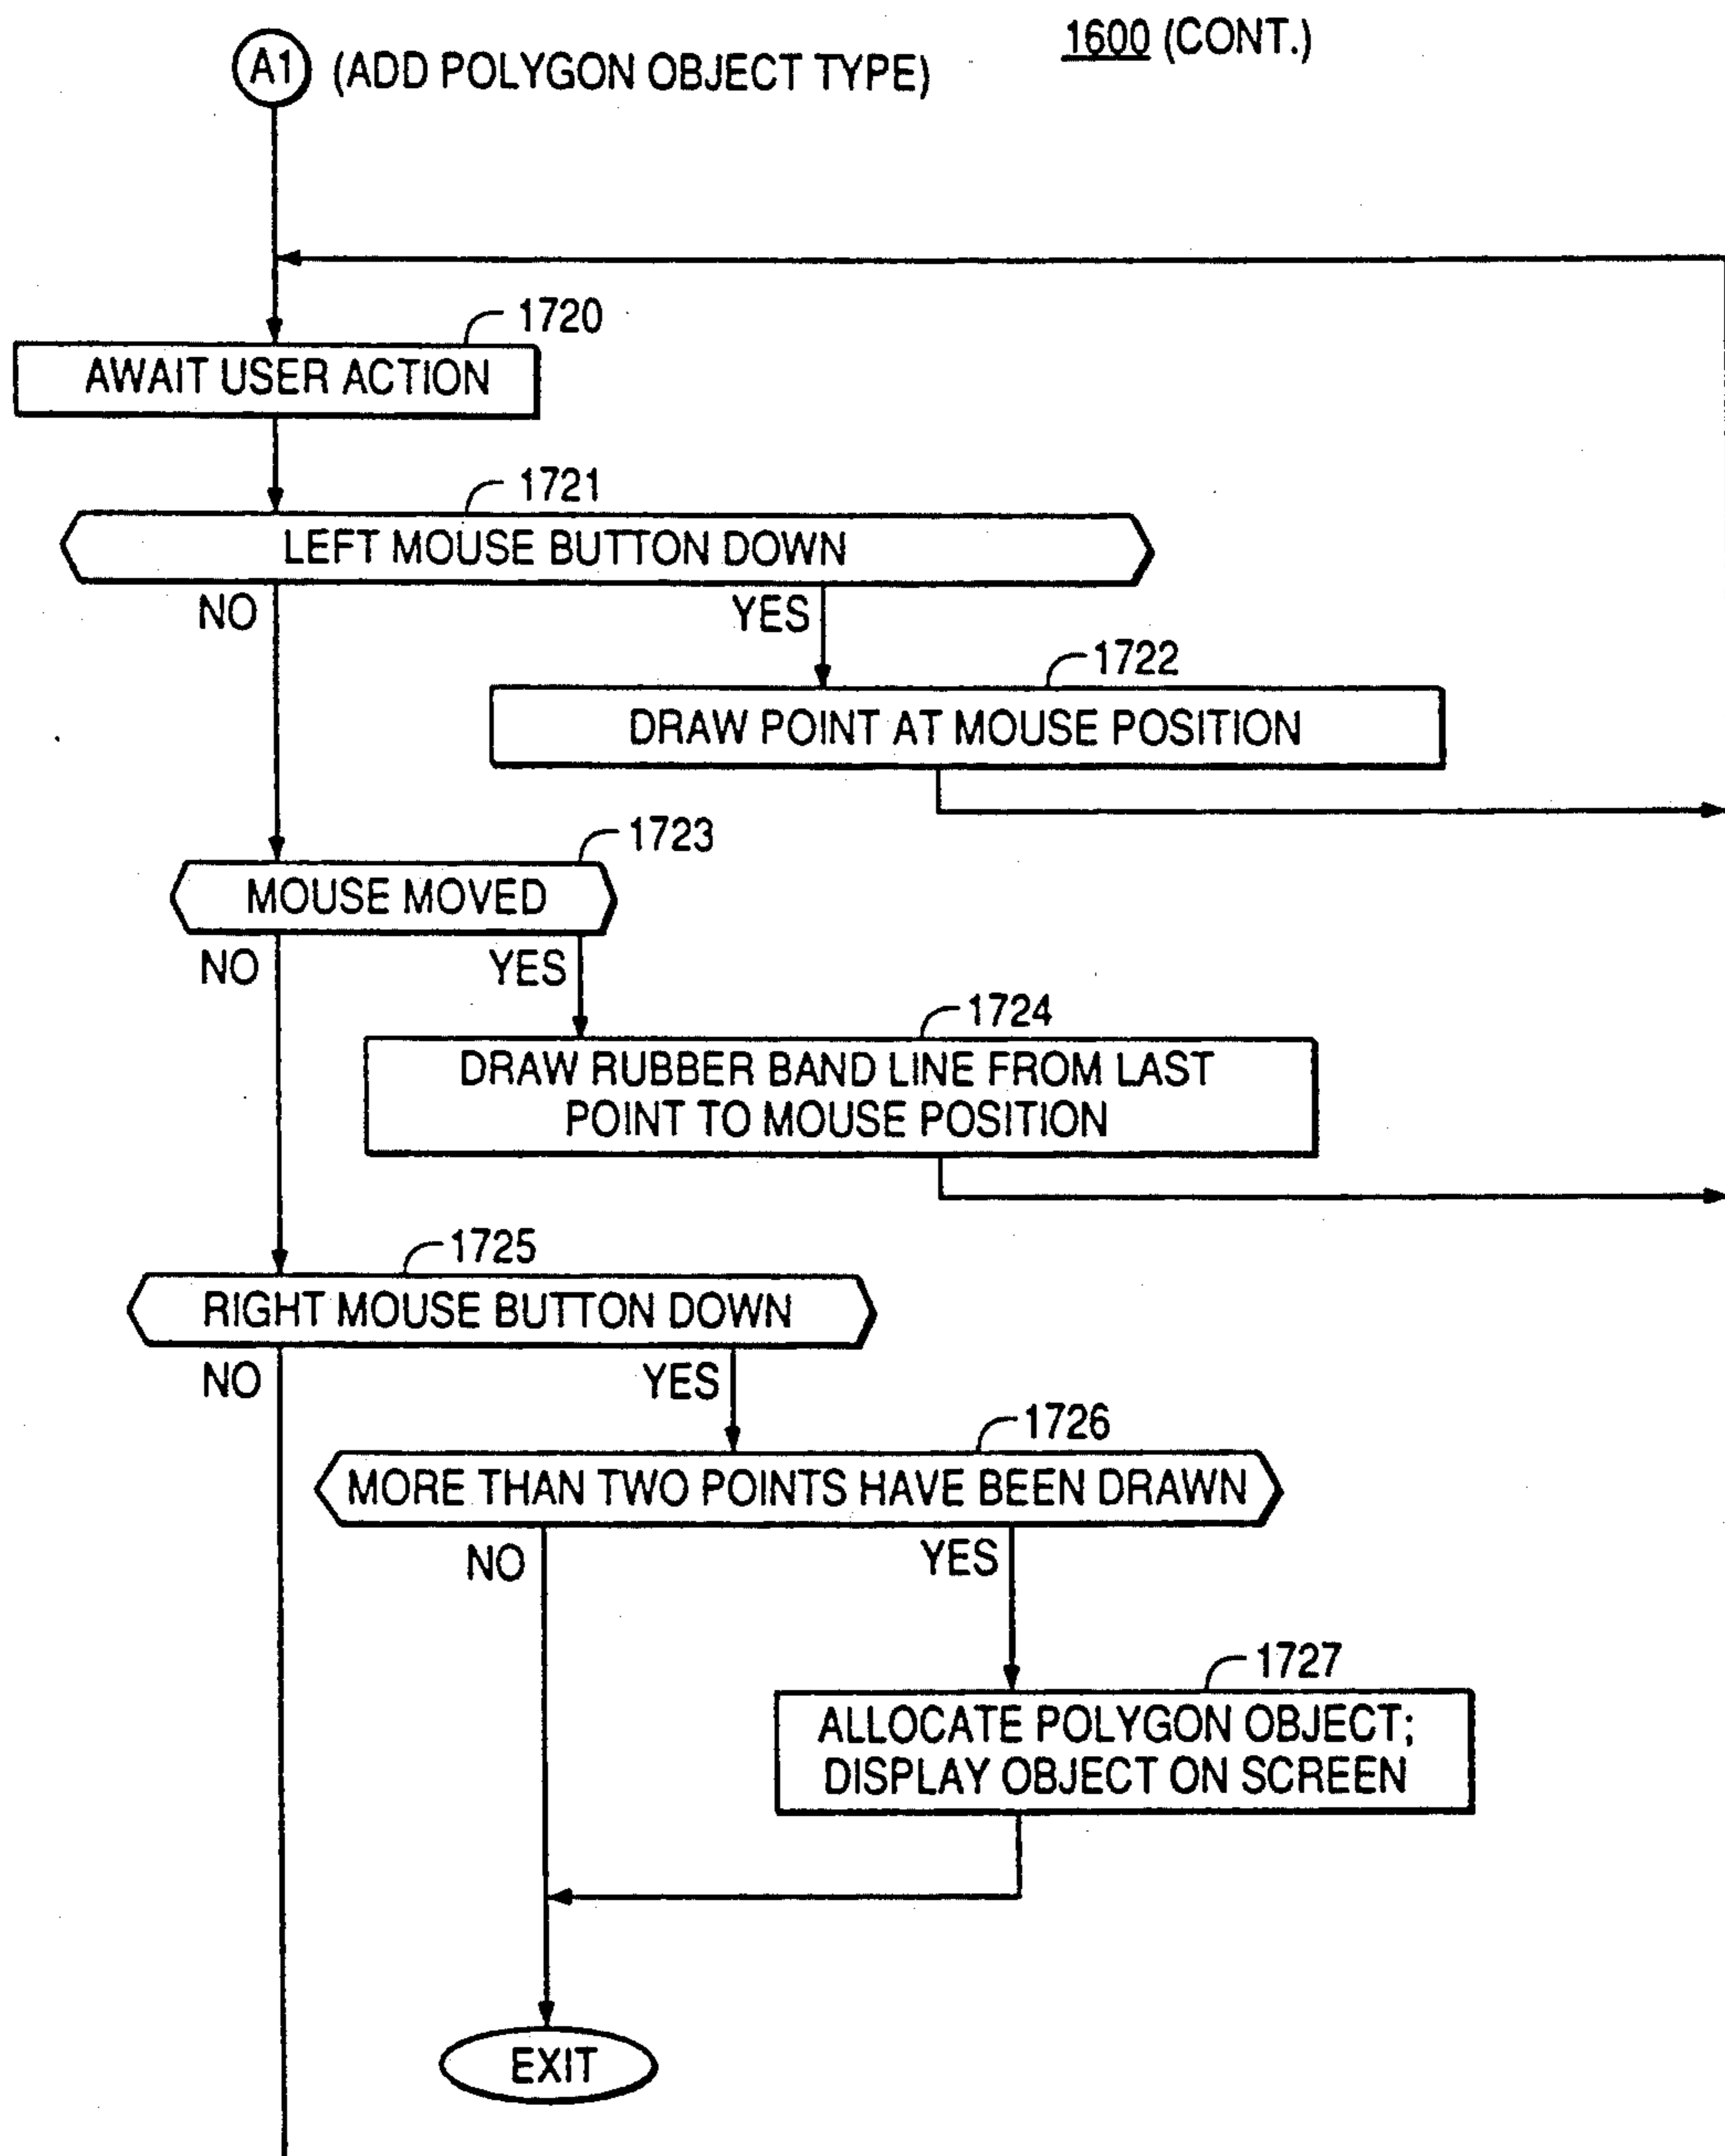 1600 (CONT.)
A1 (ADD POLYGON OBJECT TYPE)
1720
AWAIT USER ACTION
1721
LEFT MOUSE BUTTON DOWN
NO YES
1722
DRAW POINT AT MOUSE POSITION
1723
MOUSE MOVED
NO YES
1724
DRAW RUBBER BAND LINE FROM LAST
POINT TO MOUSE POSITION
1725
RIGHT MOUSE BUTTON DOWN
NO YES
1726
MORE THAN TWO POINTS HAVE BEEN DRAWN
NO YES
1727
ALLOCATE POLYGON OBJECT;
DISPLAY OBJECT ON SCREEN
EXIT